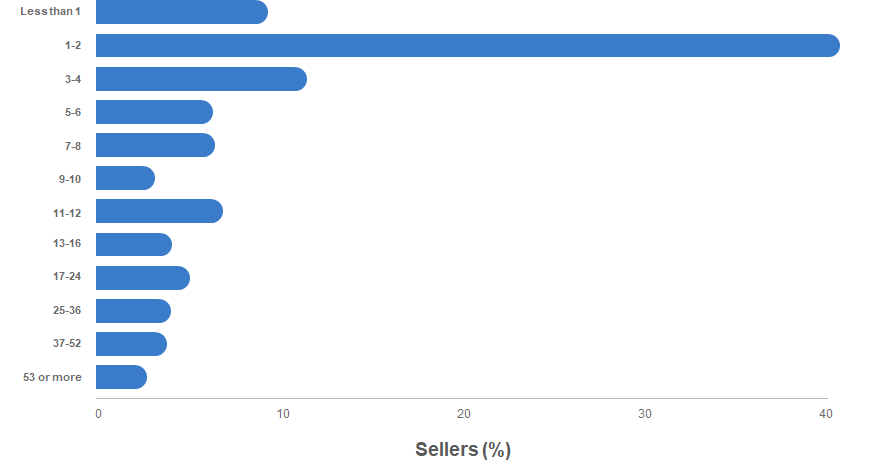 Less than 1
1-2
3-4
5-6
7-8
9-10
11-12
13-16
17-24
25-36
37-52
53 or more
0 10 20 30 40
Sellers (%)